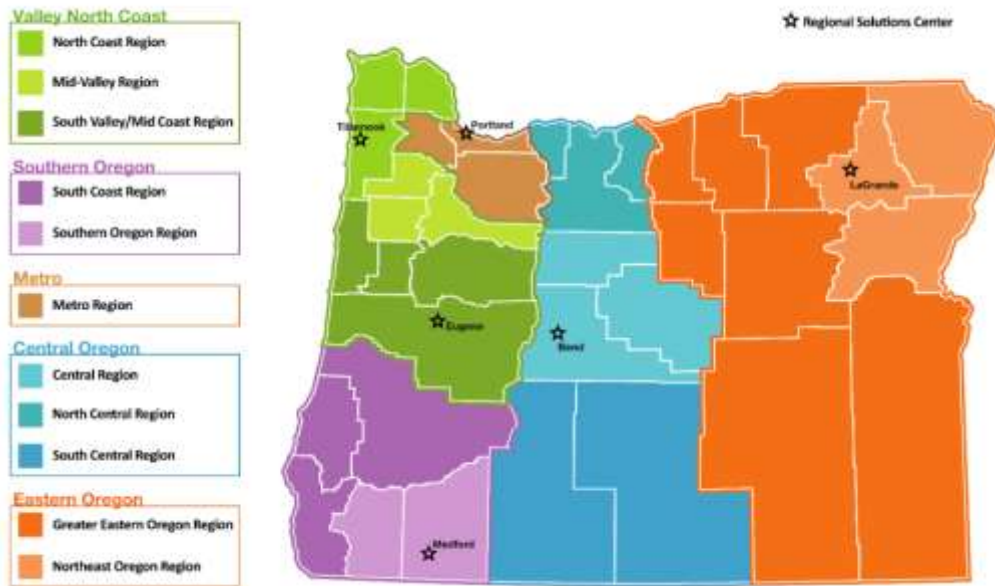 Valley North Coast
North Coast Region
Mid-Valley Region
South Valley/Mid Coast Region
Southern Oregon
South Coast Region
Southern Oregon Region
Metro
Metro Region
Central Oregon
Central Region
North Central Region
South Central Region
Eastern Oregon
Greater Eastern Oregon Region
Northeast Oregon Region
Regional Solutions Center
Portland
Tillamook
LaGrande
Eugene
Bend
Medford